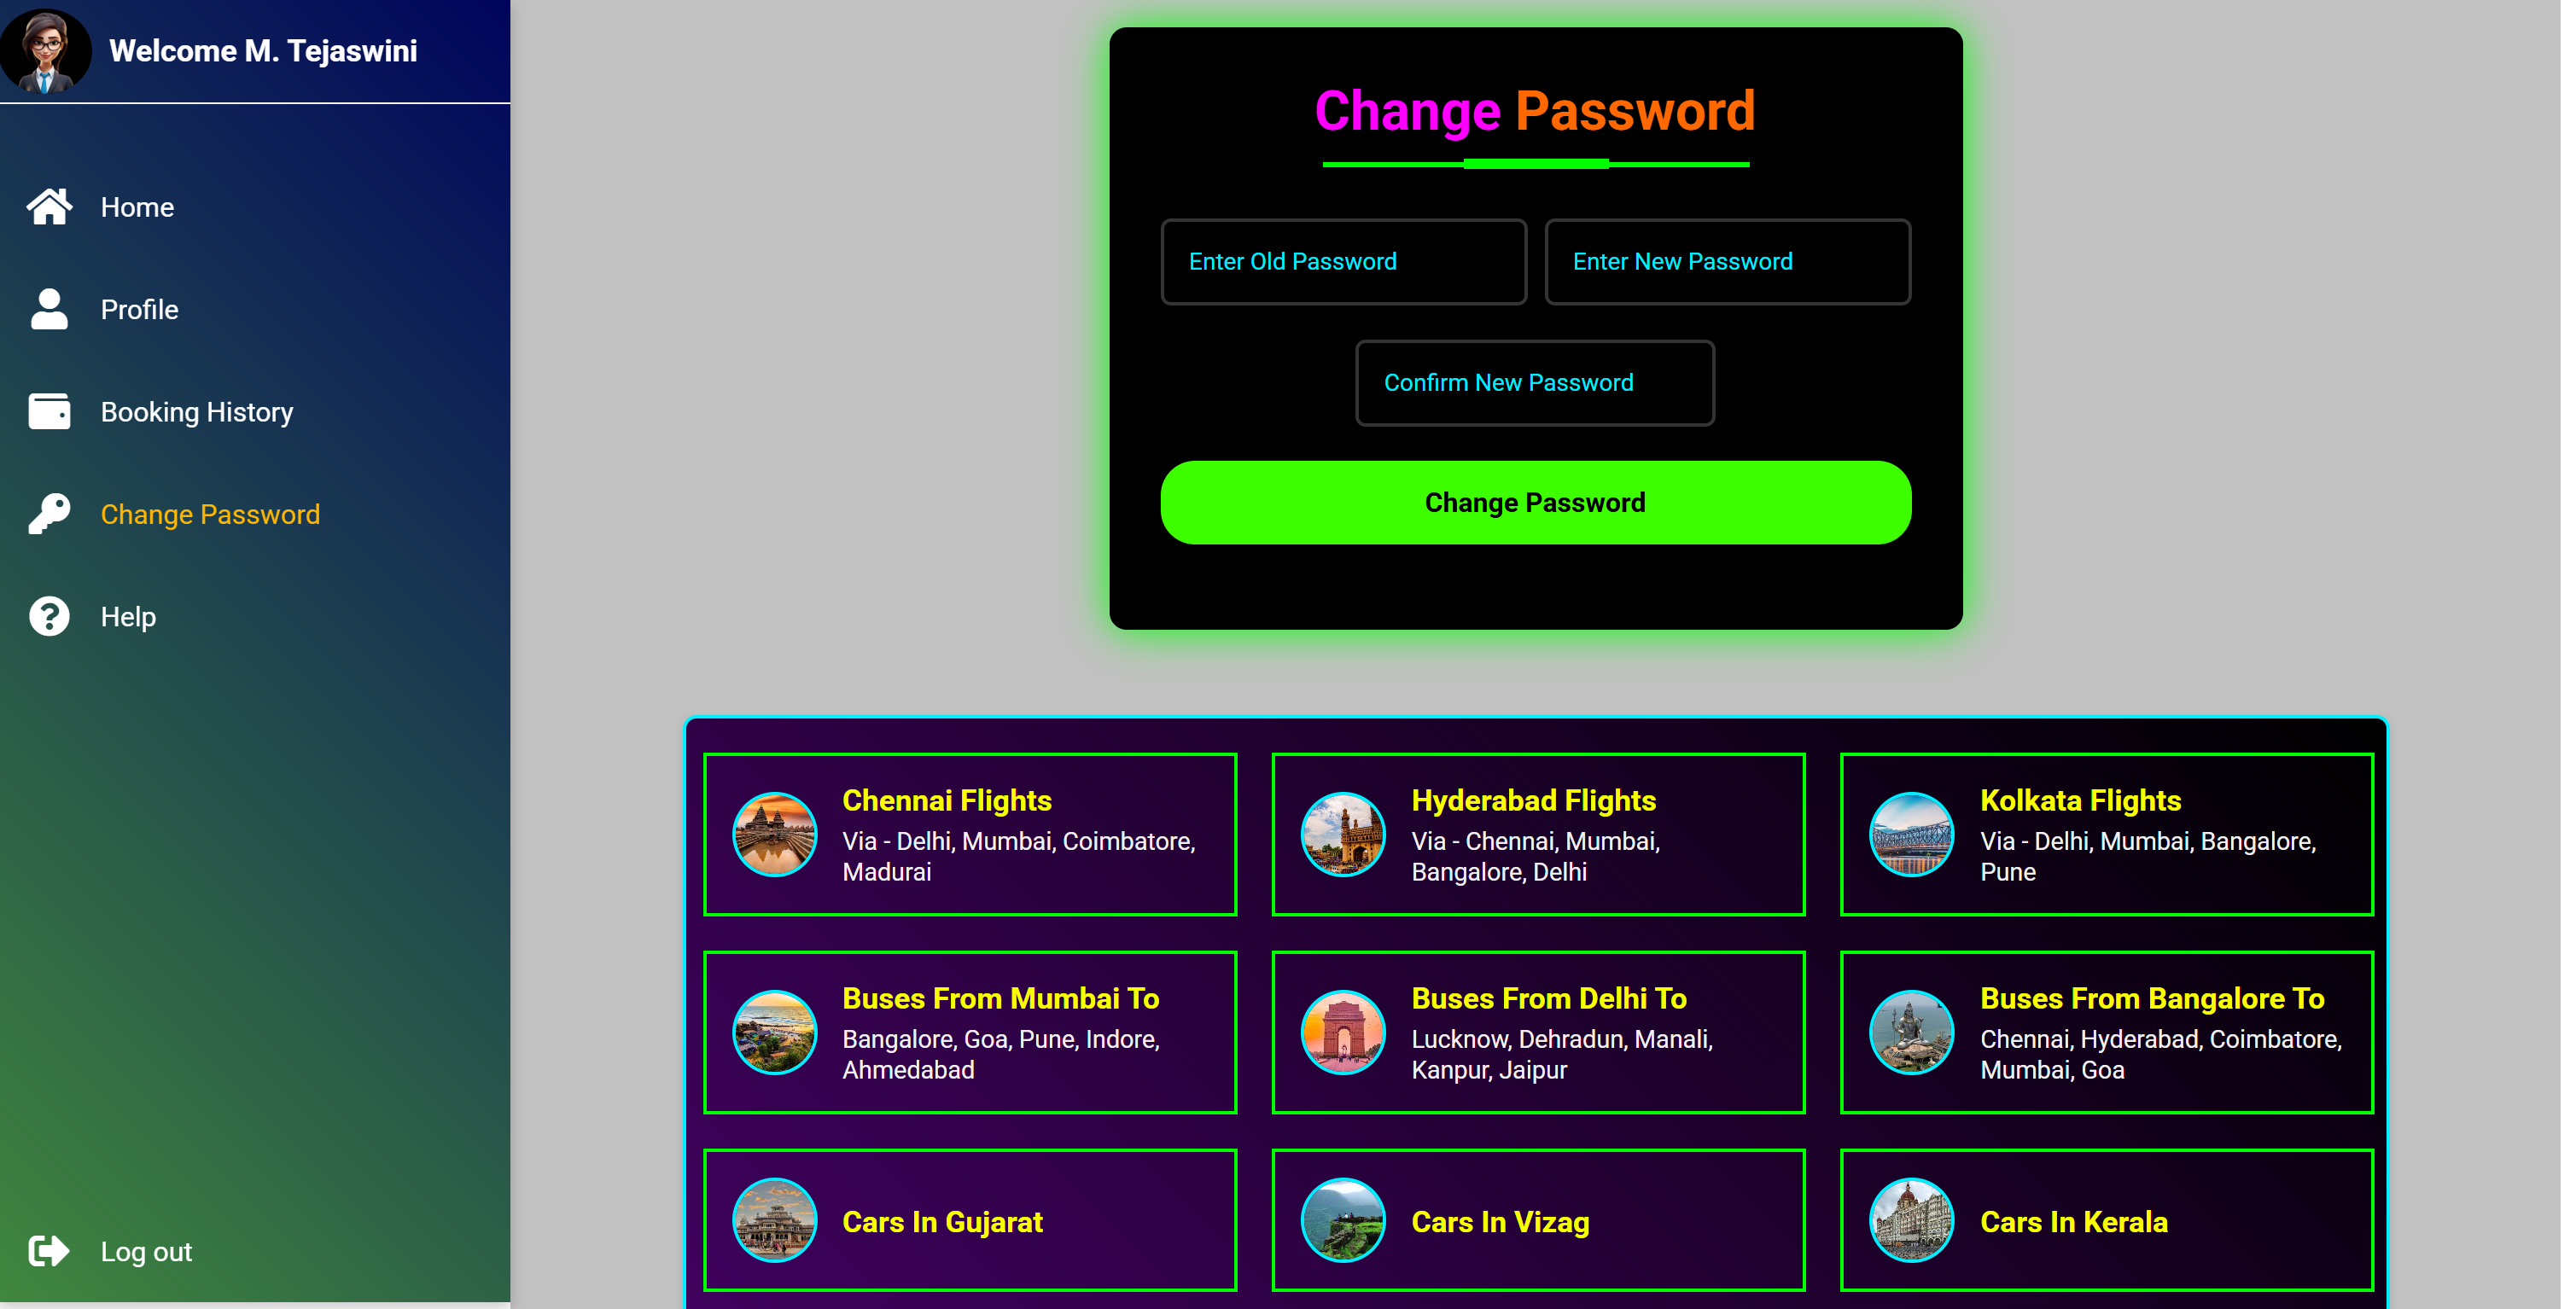 Welcome M. Tejaswini
Home
Profile
Booking History
Change Password
Help
Log out
Change Password
Enter Old Password
Enter New Password
Confirm New Password
Change Password
Chennai Flights
Via - Delhi, Mumbai, Coimbatore,
Madurai
Hyderabad Flights
Via - Chennai, Mumbai,
Bangalore, Delhi
Kolkata Flights
Via - Delhi, Mumbai, Bangalore,
Pune
Buses From Mumbai To
Bangalore, Goa, Pune, Indore,
Ahmedabad
Buses From Delhi To
Lucknow, Dehradun, Manali,
Kanpur, Jaipur
Buses From Bangalore To
Chennai, Hyderabad, Coimbatore,
Mumbai, Goa
Cars In Gujarat
Cars In Vizag
Cars In Kerala